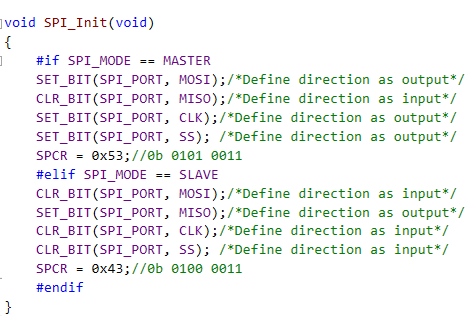 void SPI_Init(void)
{
#if SPI_MODE == MASTER
SET_BIT(SPI_PORT, MOSI);/*Define direction as output*/
CLR_BIT(SPI_PORT, MISO);/*Define direction as input*/
SET_BIT(SPI_PORT, CLK);/*Define direction as output*/
SET_BIT(SPI_PORT, SS); /*Define direction as output*/
SPCR = 0x53;//0b 0101 0011
#elif SPI_MODE == SLAVE
CLR_BIT(SPI_PORT, MOSI);/*Define direction as input*/
SET_BIT(SPI_PORT, MISO);/*Define direction as output*/
CLR_BIT(SPI_PORT, CLK);/*Define direction as input*/
CLR_BIT(SPI_PORT, SS); /*Define direction as input*/
SPCR = 0x43;//0b 0100 0011
#endif
}